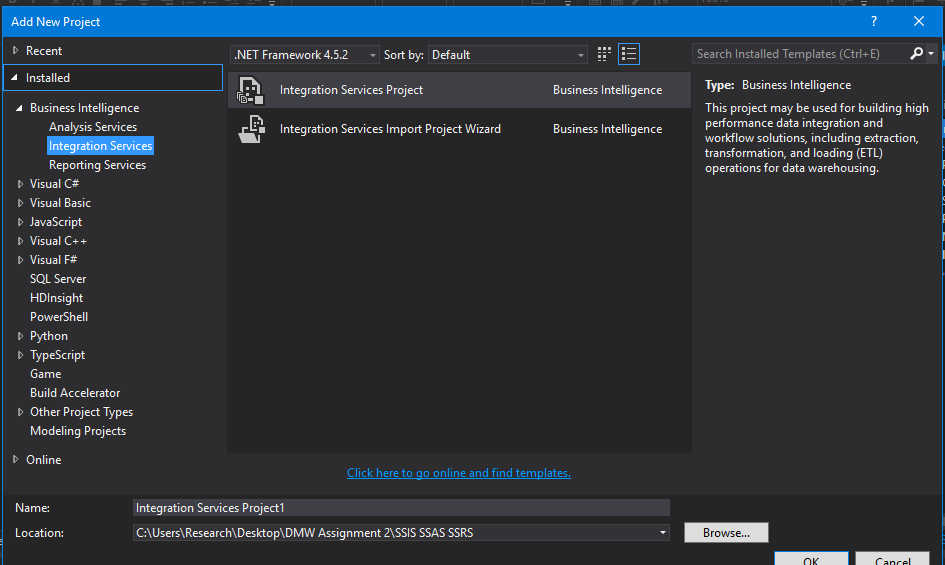 Add New Project
?
Recent
Installed
Business Intelligence
Analysis Services
Integration Services
Reporting Services
Visual C#
Visual Basic
JavaScript
Visual C++
Visual F#
SQL Server
HDInsight
PowerShell
Python
TypeScript
Game
Build Accelerator
Other Project Types
Modeling Projects
Online
.NET Framework 4.5.2
Sort by: Default
Integration Services Project Business Intelligence
Integration Services Import Project Wizard Business Intelligence
Click here to go online and find templates.
Search Installed Templates (Ctrl+E)
Type: Business Intelligence
This project may be used for building high
performance data integration and
workflow solutions, including extraction,
transformation, and loading (ETL)
operations for data warehousing.
Name: Integration Services Project1
Location: C:\Users\Research\Desktop\DMW Assignment 2\SSIS SSAS SSRS
Browse...
OK Cancel